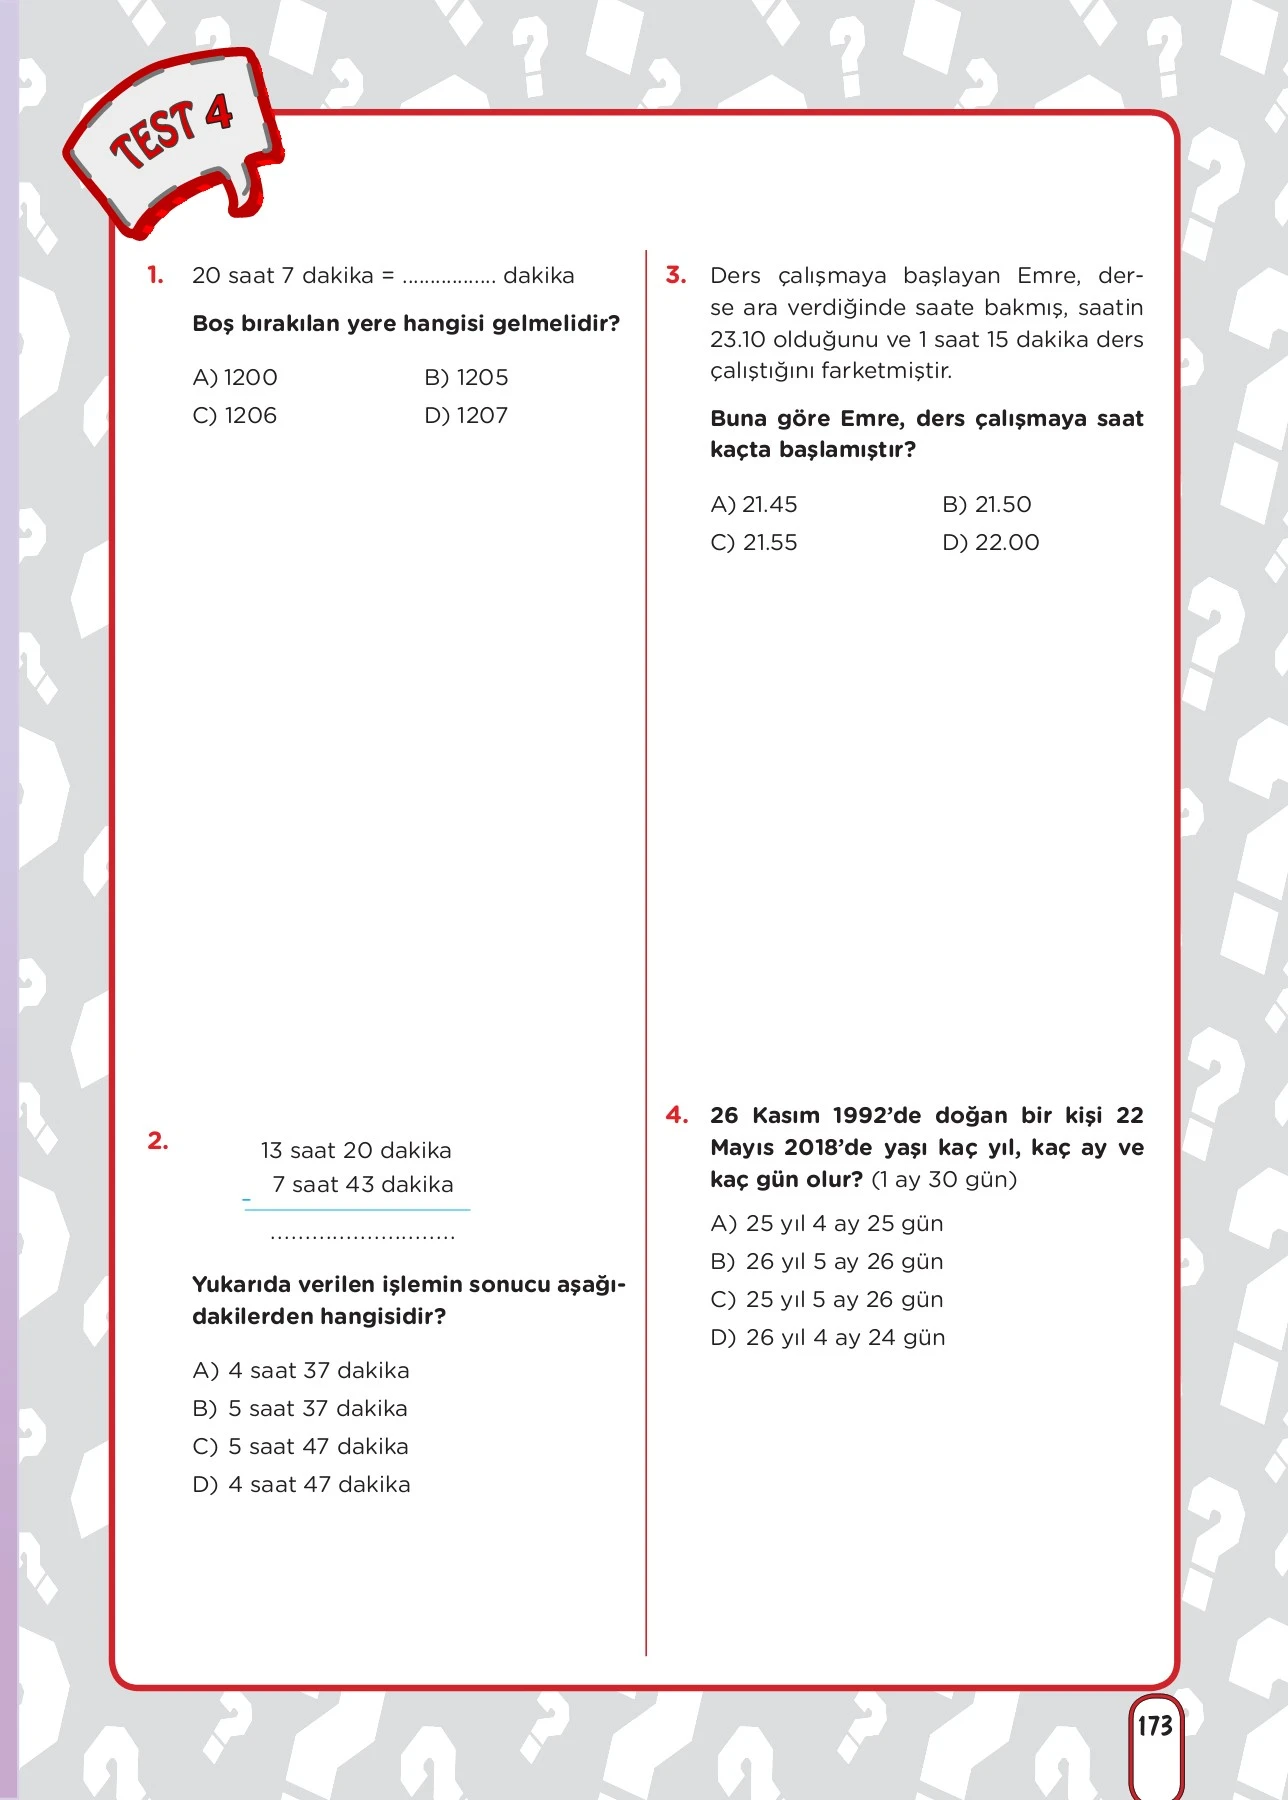 TEST 4
1. 20 saat 7 dakika = ................. dakika
Boş bırakılan yere hangisi gelmelidir?
A) 1200 B) 1205
C) 1206 D) 1207
2. 13 saat 20 dakika
7 saat 43 dakika
-
...........................
Yukarıda verilen işlemin sonucu aşağı-
dakilerden hangisidir?
A) 4 saat 37 dakika
B) 5 saat 37 dakika
C) 5 saat 47 dakika
D) 4 saat 47 dakika
3. Ders çalışmaya başlayan Emre, der-
se ara verdiğinde saate bakmış, saatin
23.10 olduğunu ve 1 saat 15 dakika ders
çalıştığını farketmiştir.
Buna göre Emre, ders çalışmaya saat
kaçta başlamıştır?
A) 21.45 B) 21.50
C) 21.55 D) 22.00
4. 26 Kasım 1992’de doğan bir kişi 22
Mayıs 2018’de yaşı kaç yıl, kaç ay ve
kaç gün olur? (1 ay 30 gün)
A) 25 yıl 4 ay 25 gün
B) 26 yıl 5 ay 26 gün
C) 25 yıl 5 ay 26 gün
D) 26 yıl 4 ay 24 gün
173